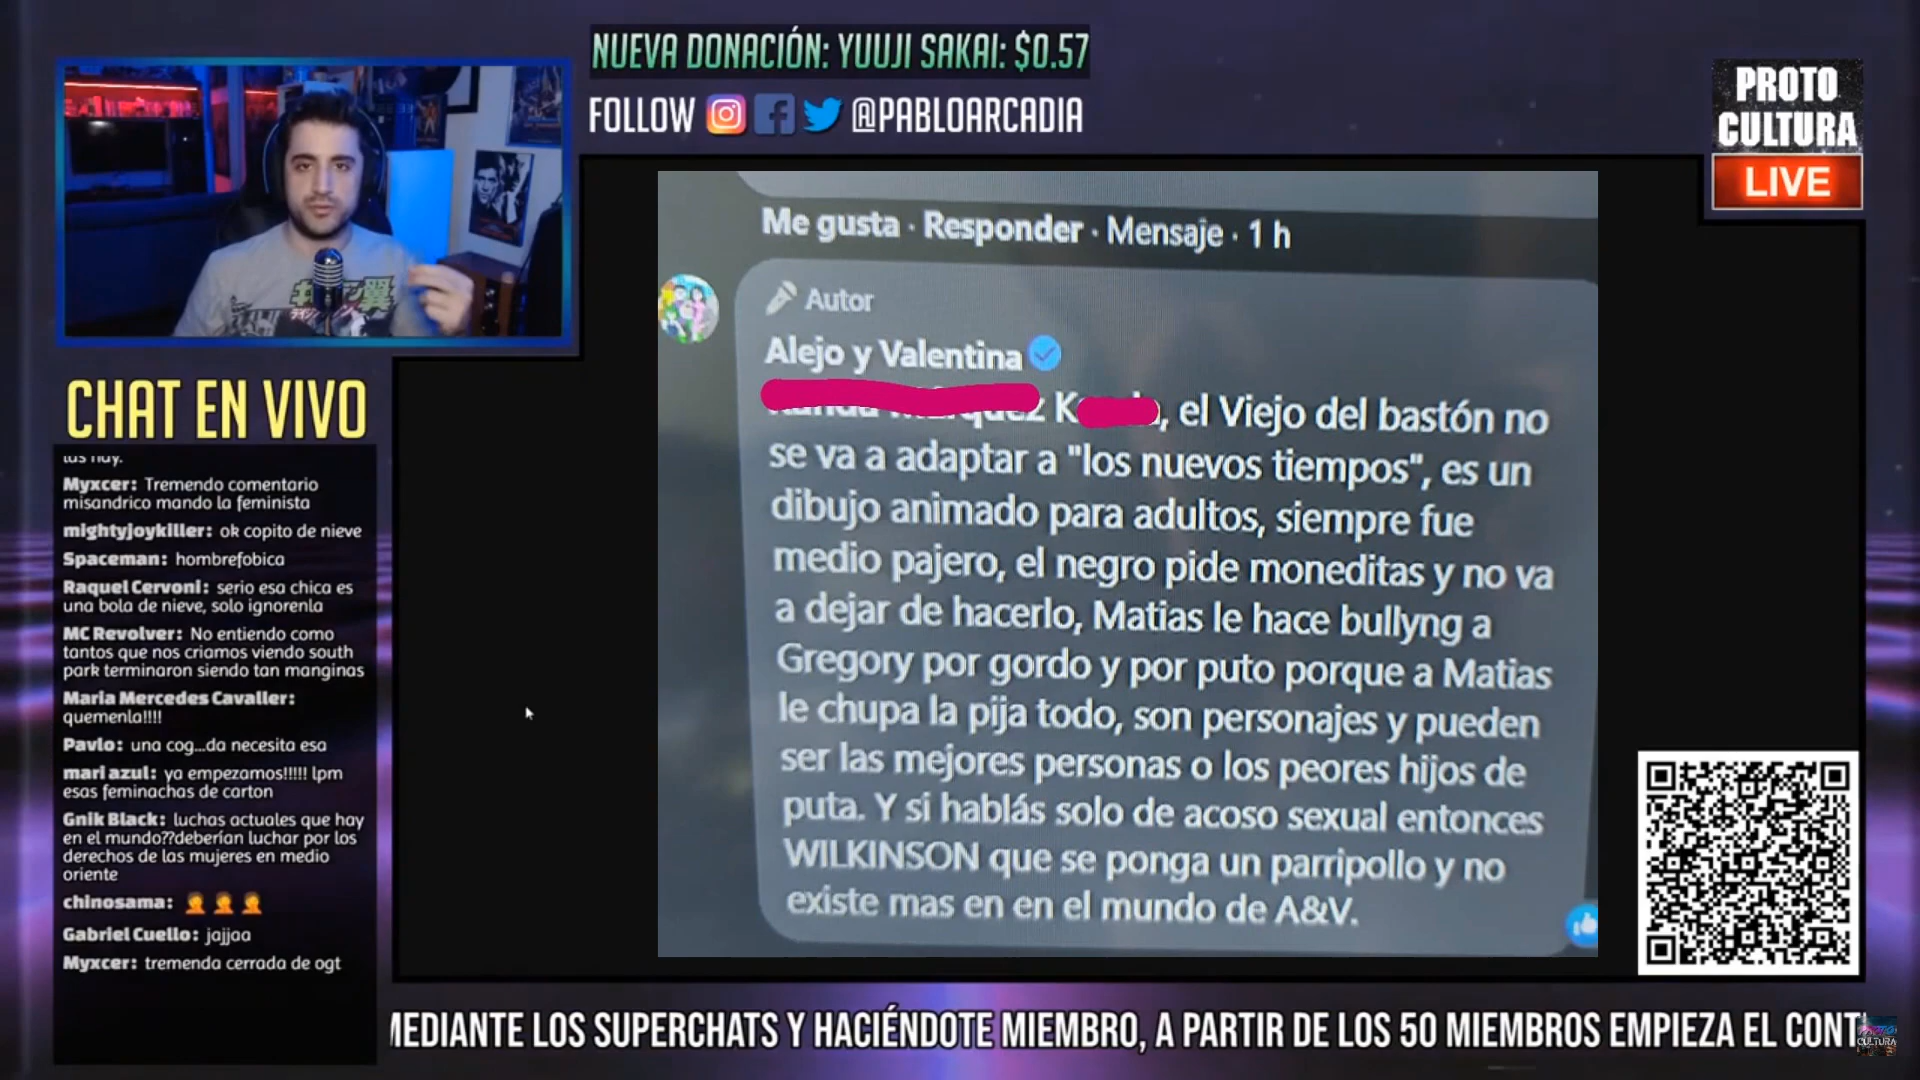 NUEVA DONACIÓN: YUUJI SAKAI: $0.57
FOLLOW @PABLOARCADIA
PROTO
CULTURA
LIVE
Me gusta · Responder · Mensaje · 1 h
Autor
Alejo y Valentina
, el Viejo del bastón no
se va a adaptar a "los nuevos tiempos", es un
dibujo animado para adultos, siempre fue
medio pajero, el negro pide moneditas y no va
a dejar de hacerlo, Matias le hace bullyng a
Gregory por gordo y por puto porque a Matias
le chupa la pija todo, son personajes y pueden
ser las mejores personas o los peores hijos de
puta. Y si hablás solo de acoso sexual entonces
WILKINSON que se ponga un parripollo y no
existe mas en en el mundo de A&V.
CHAT EN VIVO
las hay.
Myxcer: Tremendo comentario
misandrico mando la feminista
mightyjoykiller: ok copito de nieve
Spaceman: hombrefobica
Raquel Cervoni: serio esa chica es
una bola de nieve, solo ignorenla
MC Revolver: No entiendo como
tantos que nos criamos viendo south
park terminaron siendo tan manginas
Maria Mercedes Cavaller:
quemenla!!!!
Pavlo: una cog...da necesita esa
mari azul: ya empezamos!!!!! lpm
esas feminachas de carton
Gnik Black: luchas actuales que hay
en el mundo??deberían luchar por los
derechos de las mujeres en medio
oriente
chinosama: 🤦🤦🤦
Gabriel Cuello: jajjaa
Myxcer: tremenda cerrada de ogt
MEDIANTE LOS SUPERCHATS Y HACIÉNDOTE MIEMBRO, A PARTIR DE LOS 50 MIEMBROS EMPIEZA EL CONT